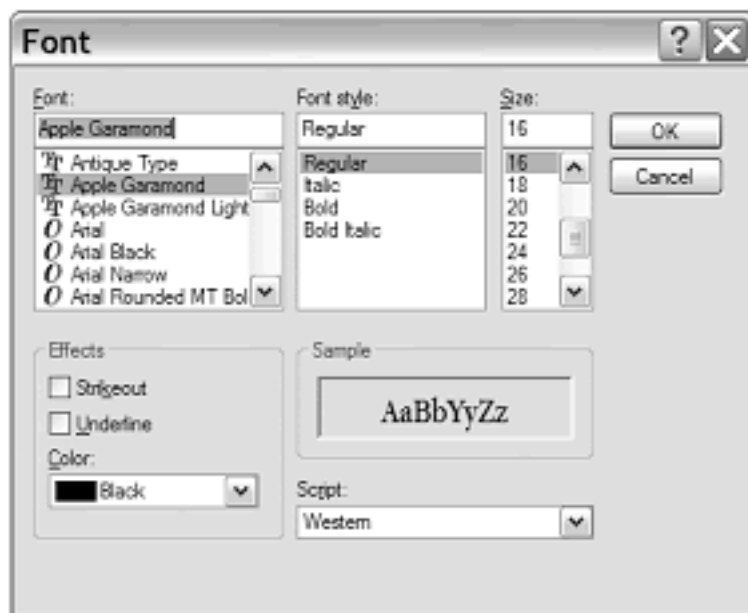 Font
Font:
Font style:
Size:
Apple Garamond
Regular
16
OK
Antique Type
Apple Garamond
Apple Garamond Light
Arial
Arial Black
Arial Narrow
Arial Rounded MT Bol
Regular
Italic
Bold
Bold Italic
16
18
20
22
24
26
28
Cancel
Effects
Strikeout
Underline
Color:
Black
Sample
AaBbYyZz
Script:
Western